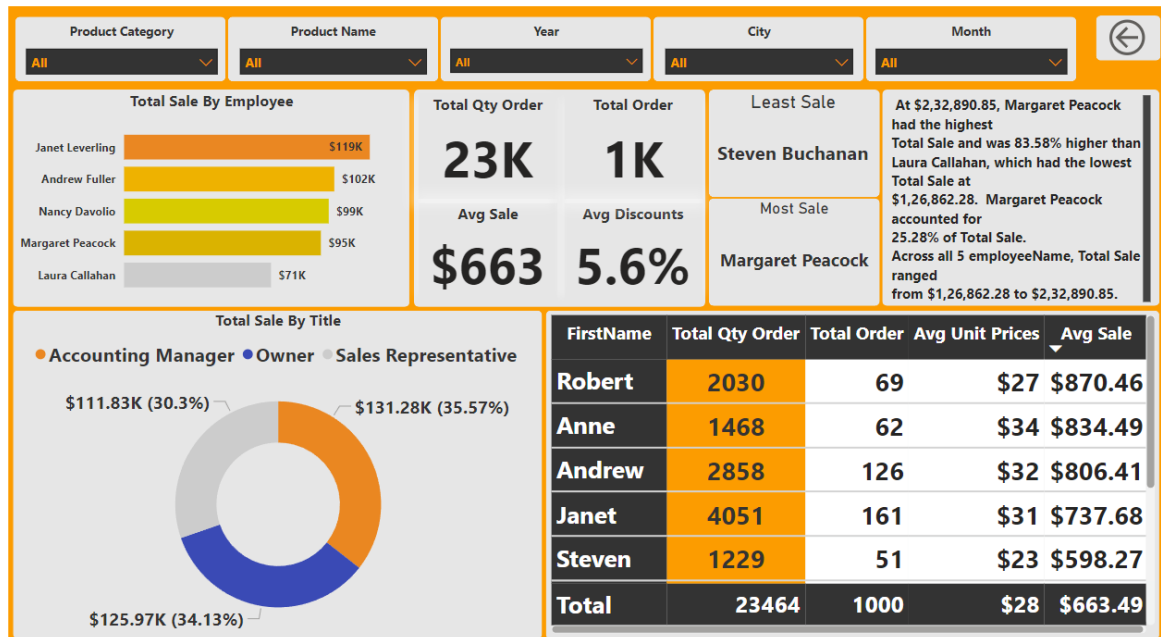 Product Category
Product Name
Year
City
Month
All
All
All
All
All
Total Sale By Employee
Janet Leverling
$119K
Andrew Fuller
$102K
Nancy Davolio
$99K
Margaret Peacock
$95K
Laura Callahan
$71K
Total Qty Order
23K
Total Order
1K
Avg Sale
$663
Avg Discounts
5.6%
Least Sale
Steven Buchanan
Most Sale
Margaret Peacock
At $2,32,890.85, Margaret Peacock
had the highest
Total Sale and was 83.58% higher than
Laura Callahan, which had the lowest
Total Sale at
$1,26,862.28. Margaret Peacock
accounted for
25.28% of Total Sale.
Across all 5 employeeName, Total Sale
ranged
from $1,26,862.28 to $2,32,890.85.
Total Sale By Title
Accounting Manager Owner Sales Representative
$111.83K (30.3%)
$131.28K (35.57%)
$125.97K (34.13%)
FirstName Total Qty Order Total Order Avg Unit Prices Avg Sale
Robert 2030 69 $27 $870.46
Anne 1468 62 $34 $834.49
Andrew 2858 126 $32 $806.41
Janet 4051 161 $31 $737.68
Steven 1229 51 $23 $598.27
Total 23464 1000 $28 $663.49